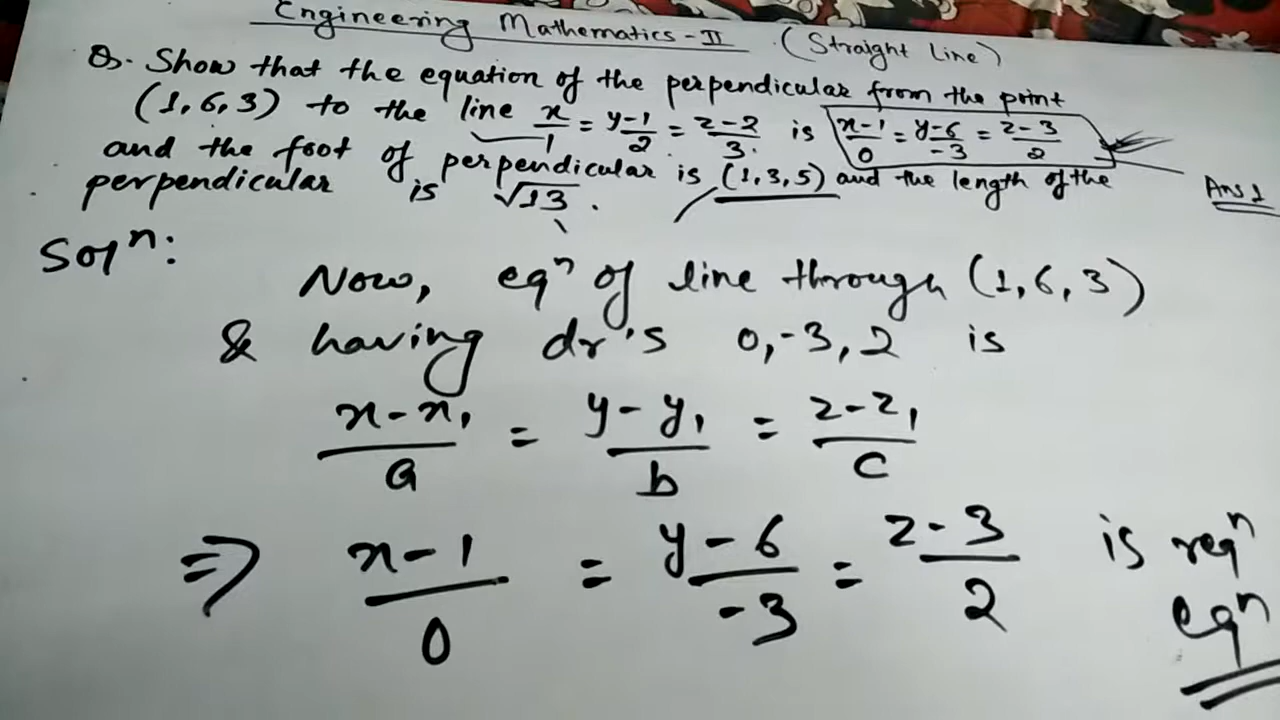 Engineering Mathematics-II (Straight Line)
Q. Show that the equation of the perpendicular from the point
(1,6,3) to the line x/1 = y-1/2 = z-2/3. is x-1/0 = y-6/-3 = z-3/2
and the foot of perpendicular is (1,3,5) and the length of the
perpendicular is √13.
Ans 1
Solⁿ:
Now, eqⁿ of line through (1,6,3)
& having dr's 0,-3,2 is
x-x₁/a = y-y₁/b = z-z₁/c
⇒ x-1/0 = y-6/-3 = z-3/2 is reqⁿ
eqⁿ